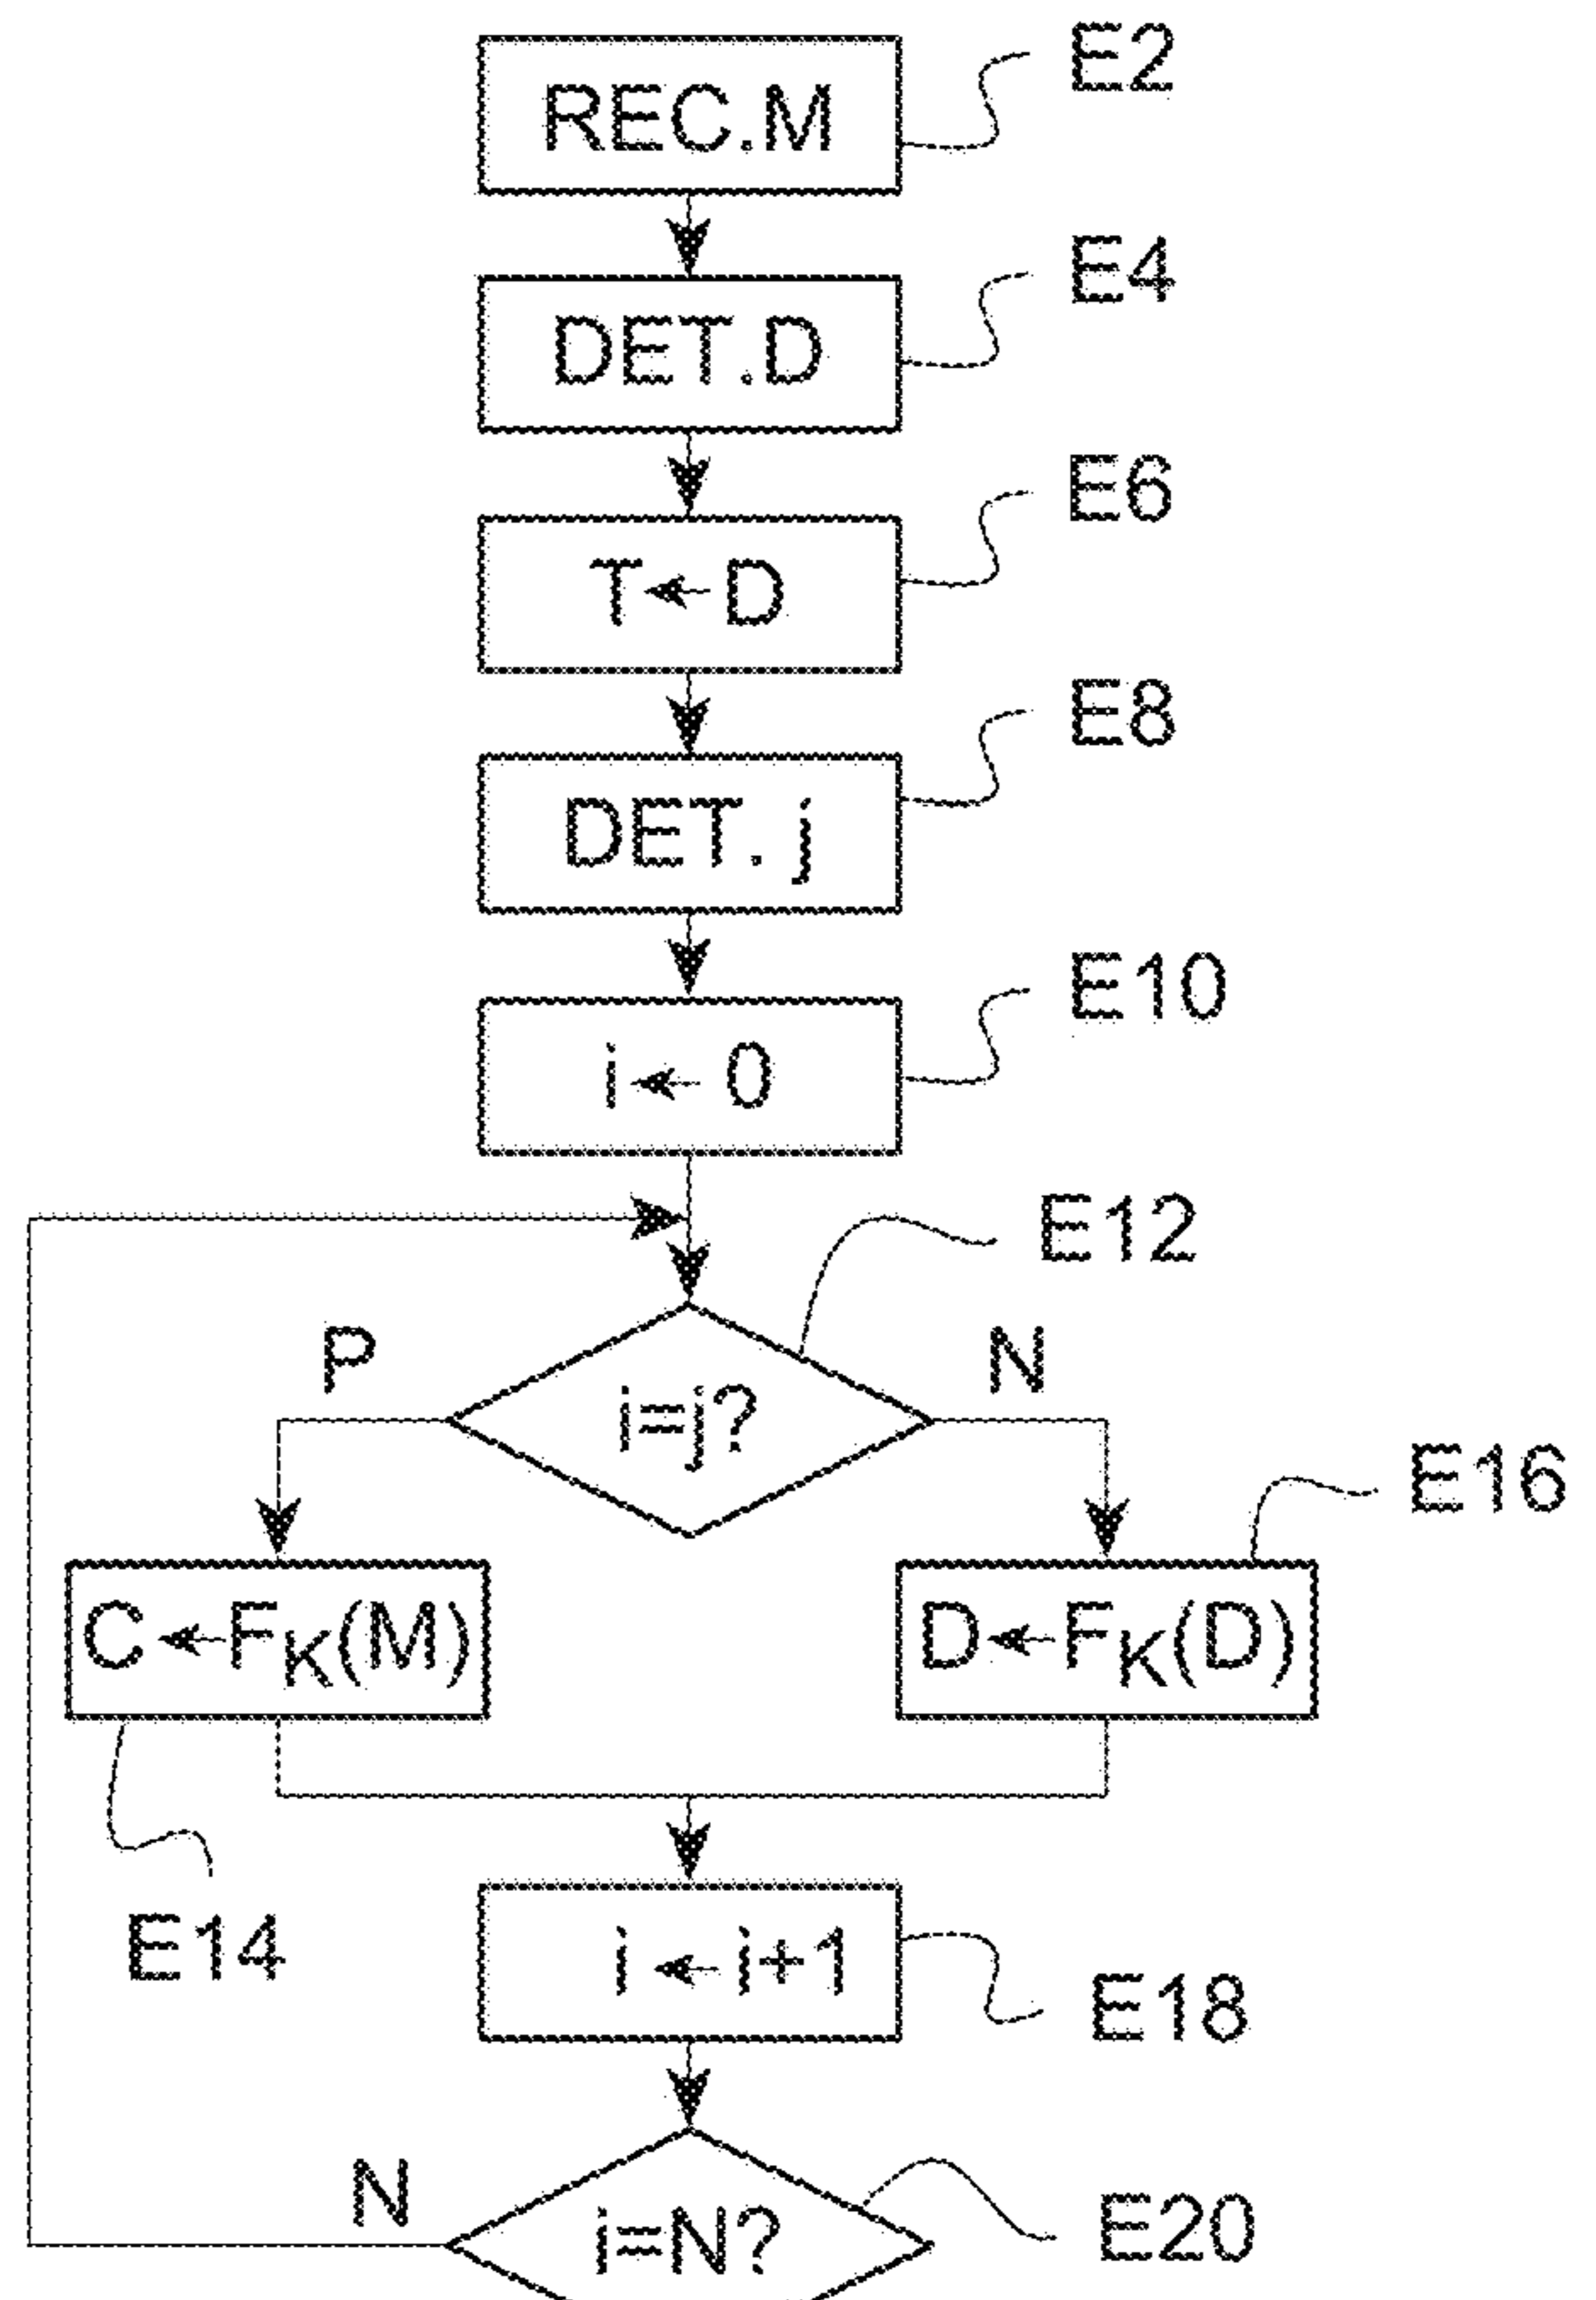 REC.M
E2
DET.D
E4
T←D
E6
DET. j
E8
i←0
E10
E12
P
i=j?
N
E16
C←FK(M)
D←FK(D)
E14
i←i+1
E18
N
i=N?
E20